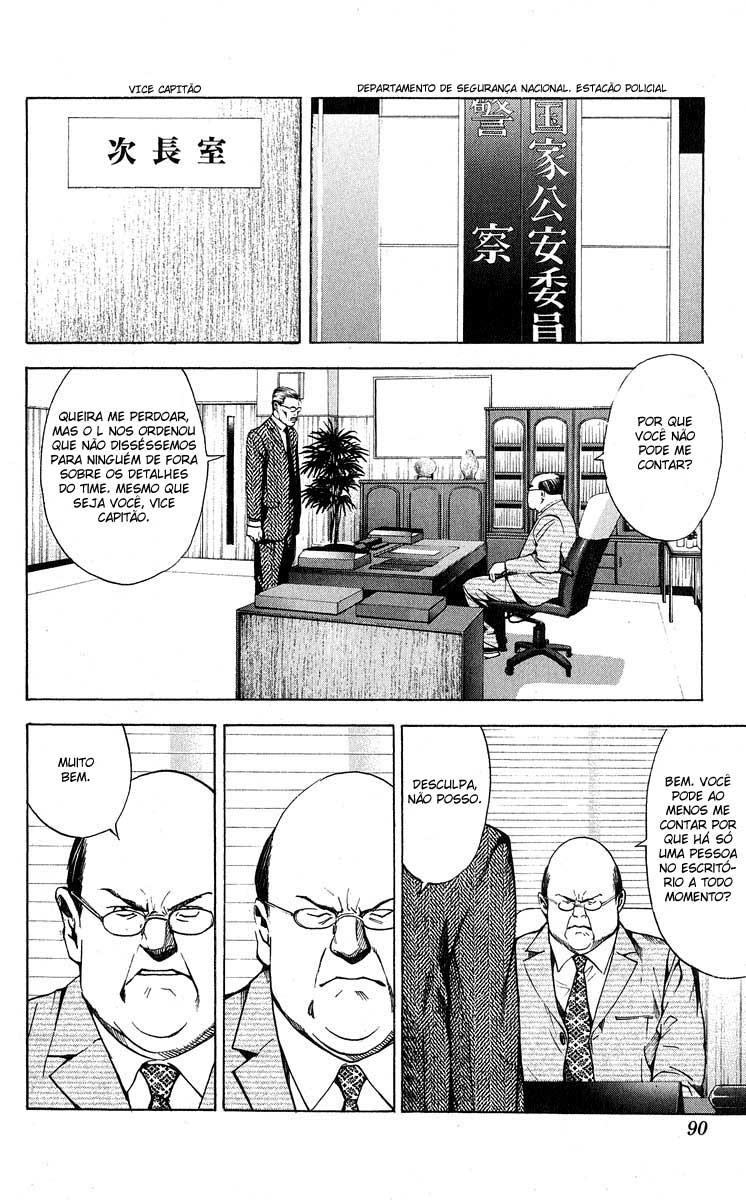 DEPARTAMENTO DE SEGURANÇA NACIONAL. ESTACÃO POLICIAL
国家公安委員
警察
VICE CAPITÃO
次長室
POR QUE
VOCÊ NÃO
PODE ME
CONTAR?
QUEIRA ME PERDOAR,
MAS O L NOS ORDENOU
QUE NÃO DISSÉSSEMOS
PARA NINGUÉM DE FORA
SOBRE OS DETALHES
DO TIME. MESMO QUE
SEJA VOCÊ, VICE
CAPITÃO.
BEM. VOCÊ
PODE AO
MENOS ME
CONTAR POR
QUE HÁ SÓ
UMA PESSOA
NO ESCRITÓ-
RIO A TODO
MOMENTO?
DESCULPA,
NÃO POSSO.
MUITO
BEM.
90